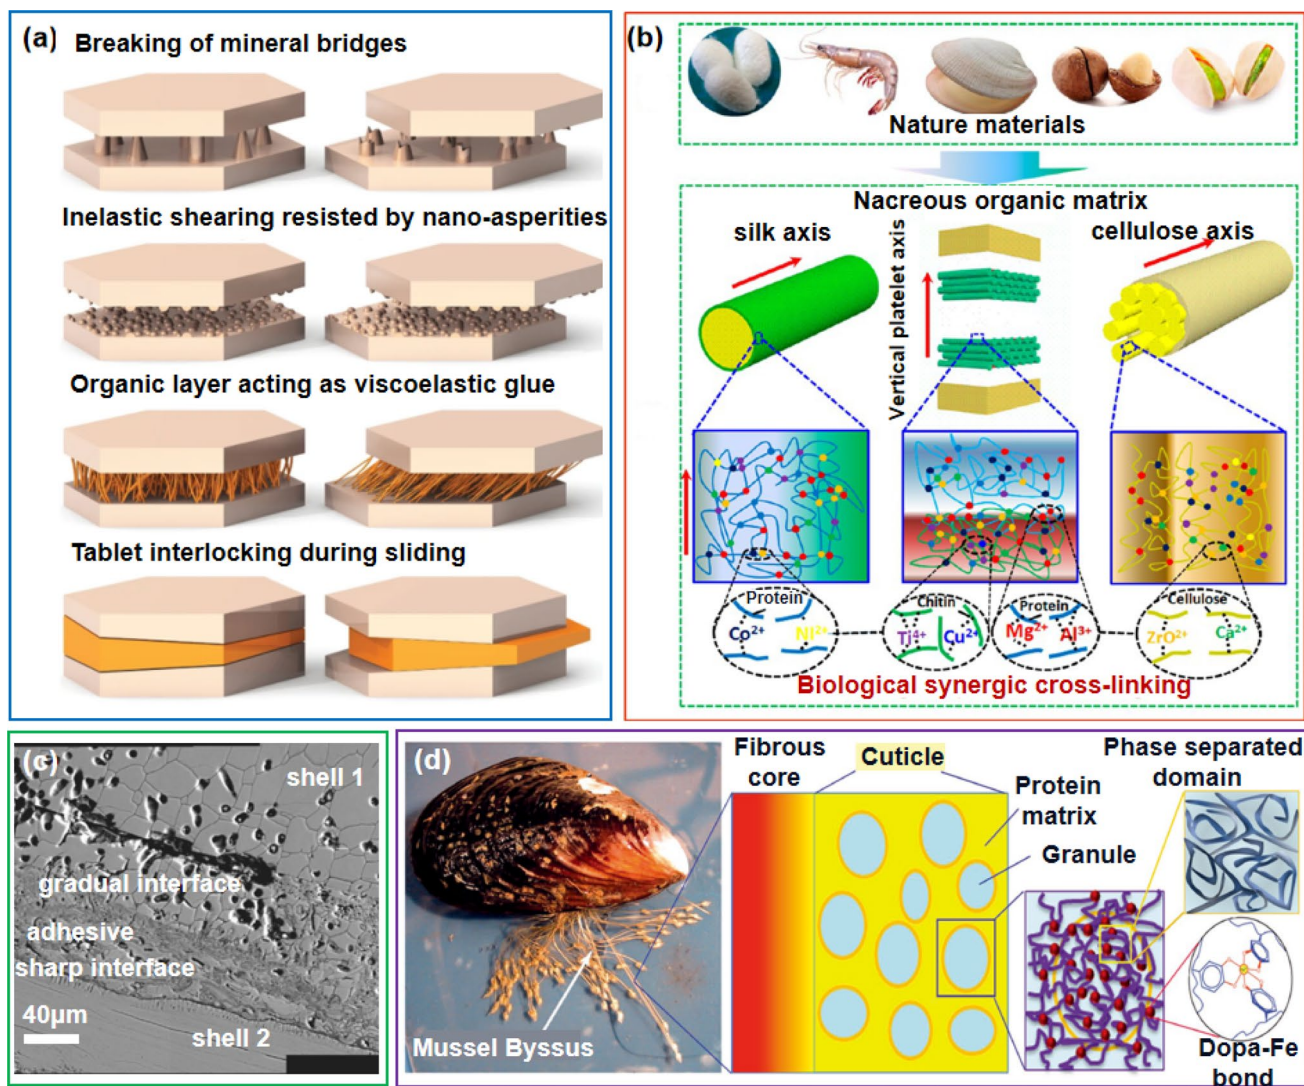 (a)
Breaking of mineral bridges
Inelastic shearing resisted by nano-asperities
Organic layer acting as viscoelastic glue
Tablet interlocking during sliding
(b)
Nature materials
Nacreous organic matrix
silk axis
Vertical platelet axis
cellulose axis
Protein
Co²⁺
Ni²⁺
Chitin
Ti⁴⁺
Cu²⁺
Protein
Mg²⁺
Al³⁺
Cellulose
ZrO²⁺
Ca²⁺
Biological synergic cross-linking
(c)
shell 1
gradual interface
adhesive
sharp interface
40μm
shell 2
(d)
Mussel Byssus
Fibrous
core
Cuticle
Protein
matrix
Granule
Phase separated
domain
Dopa-Fe
bond